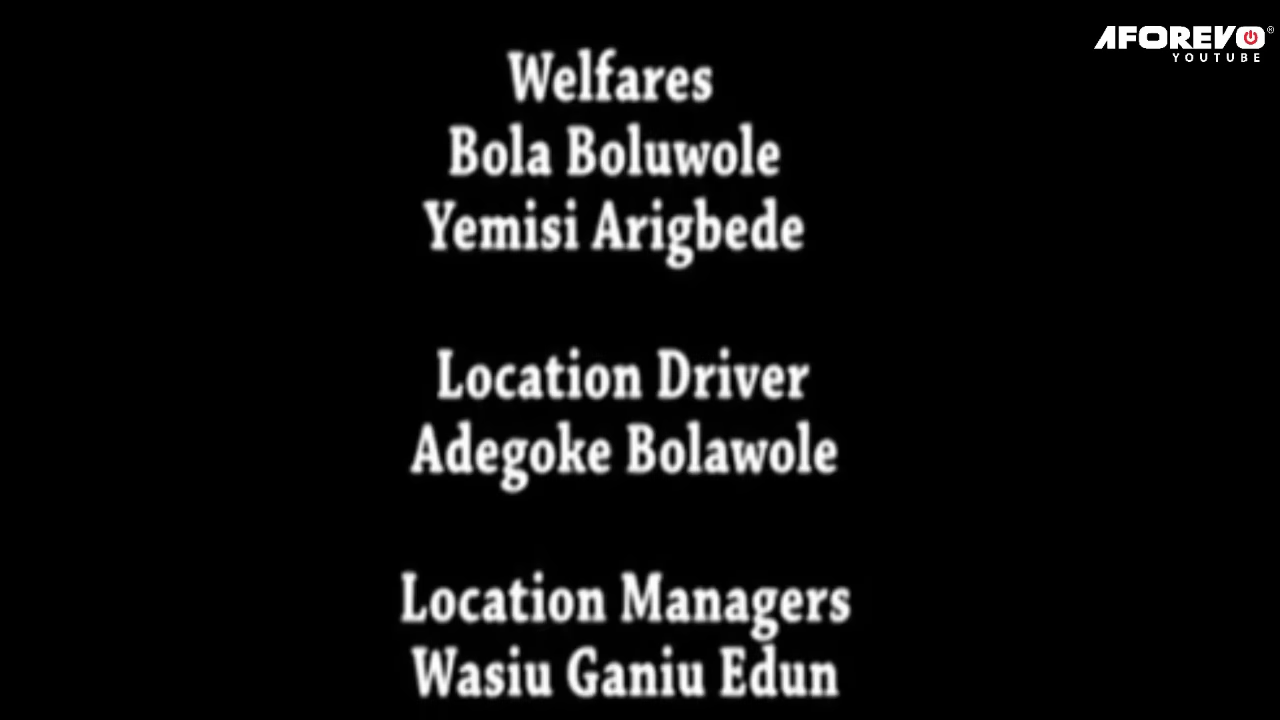 AFOREVO®
YOUTUBE
Welfares
Bola Boluwole
Yemisi Arigbede
Location Driver
Adegoke Bolawole
Location Managers
Wasiu Ganiu Edun